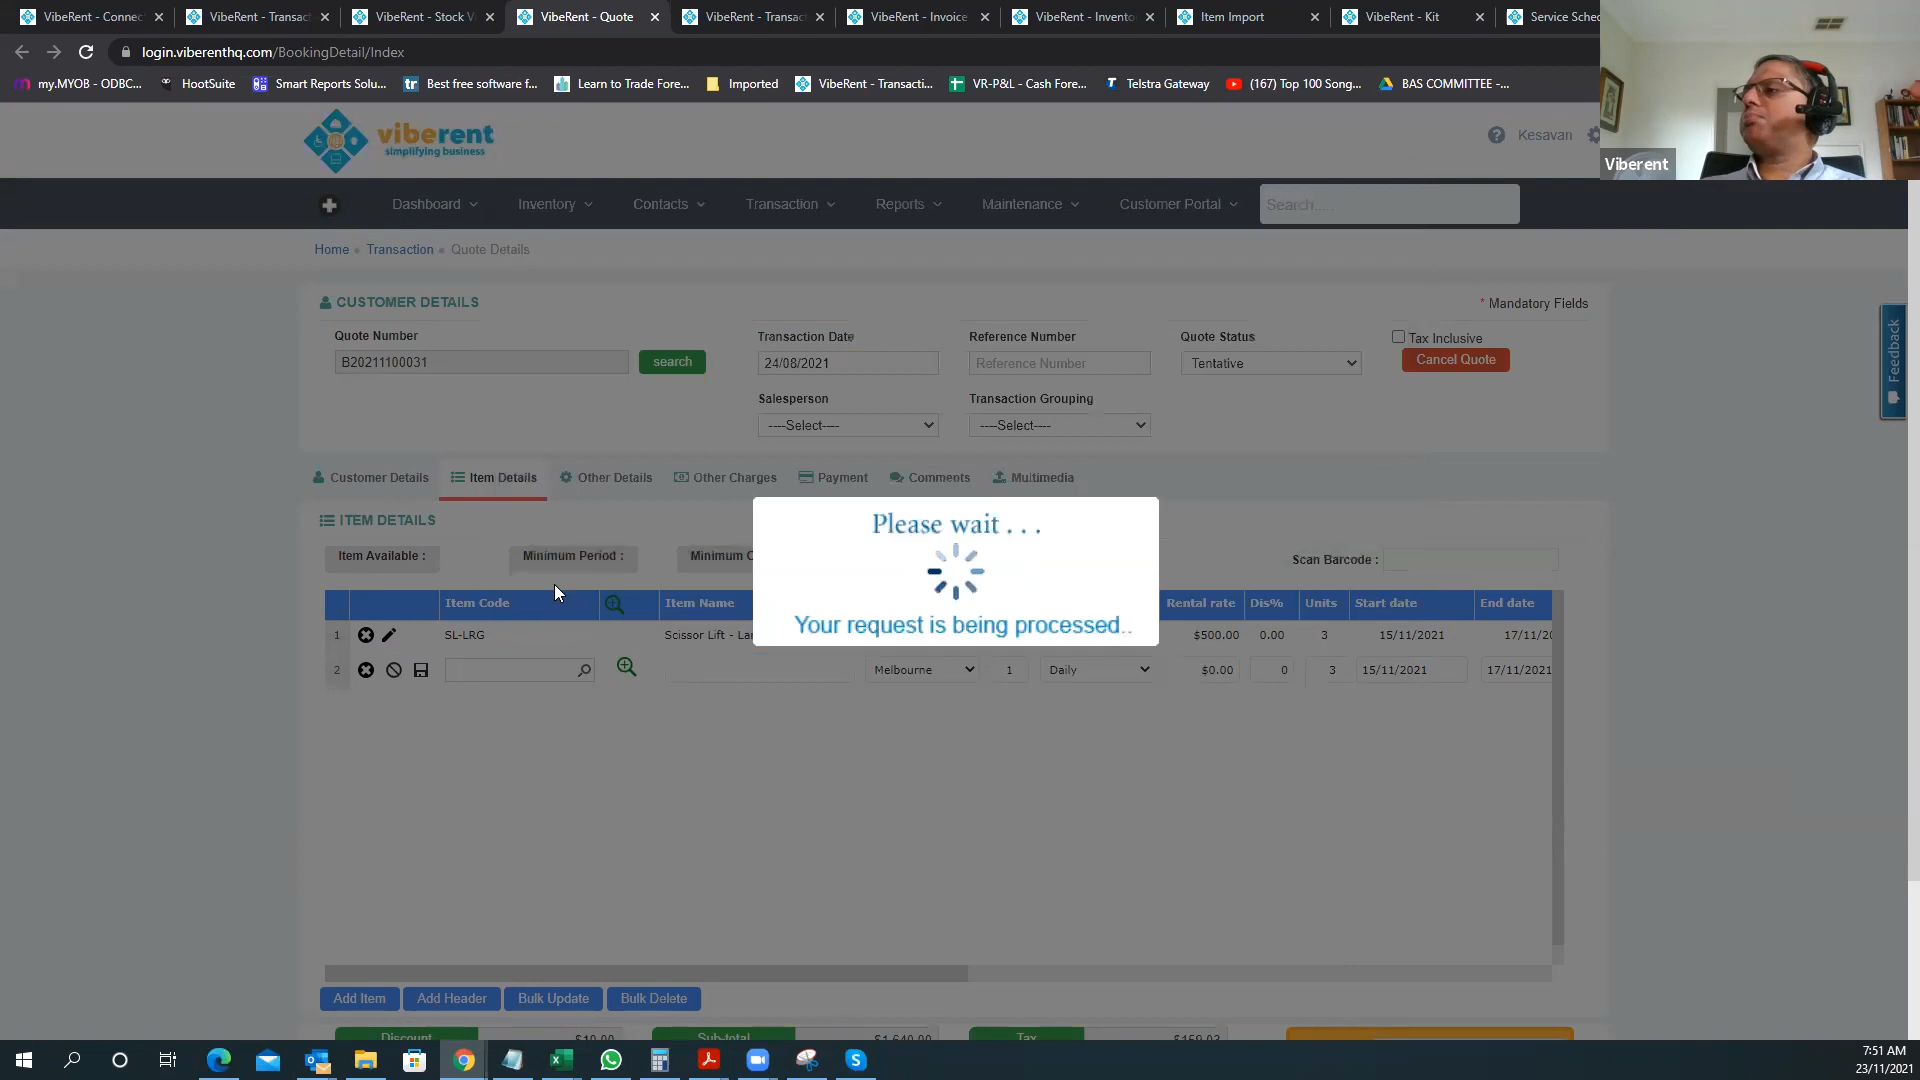 VibeRent - Connec
VibeRent - Transact
VibeRent - Stock V
VibeRent - Quote
VibeRent - Transac
VibeRent - Invoice
VibeRent - Invento
Item Import
VibeRent - Kit
Service Sched
login.viberenthq.com/BookingDetail/Index
my.MYOB - ODBC...
HootSuite
Smart Reports Solu...
Best free software f...
Learn to Trade Fore...
Imported
VibeRent - Transacti...
VR-P&L - Cash Fore...
Telstra Gateway
(167) Top 100 Song...
BAS COMMITTEE -...
viberent
simplifying business
Kesavan
Viberent
Dashboard
Inventory
Contacts
Transaction
Reports
Maintenance
Customer Portal
Search.....
Home
Transaction
Quote Details
CUSTOMER DETAILS
* Mandatory Fields
Quote Number
Transaction Date
Reference Number
Quote Status
Tax Inclusive
B20211100031
search
24/08/2021
Reference Number
Tentative
Cancel Quote
Salesperson
Transaction Grouping
----Select----
----Select----
Feedback
Customer Details
Item Details
Other Details
Other Charges
Payment
Comments
Multimedia
ITEM DETAILS
Item Available :
Minimum Period :
Minimum C
Scan Barcode :
Please wait . . .
Your request is being processed..
Item Code
Item Name
Rental rate
Dis%
Units
Start date
End date
1
SL-LRG
Scissor Lift - La
$500.00
0.00
3
15/11/2021
17/11/20
2
Melbourne
1
Daily
$0.00
0
3
15/11/2021
17/11/2021
Add Item
Add Header
Bulk Update
Bulk Delete
Discount
$10.00
Sub-total
$1,640.00
Tax
$159.03
7:51 AM
23/11/2021